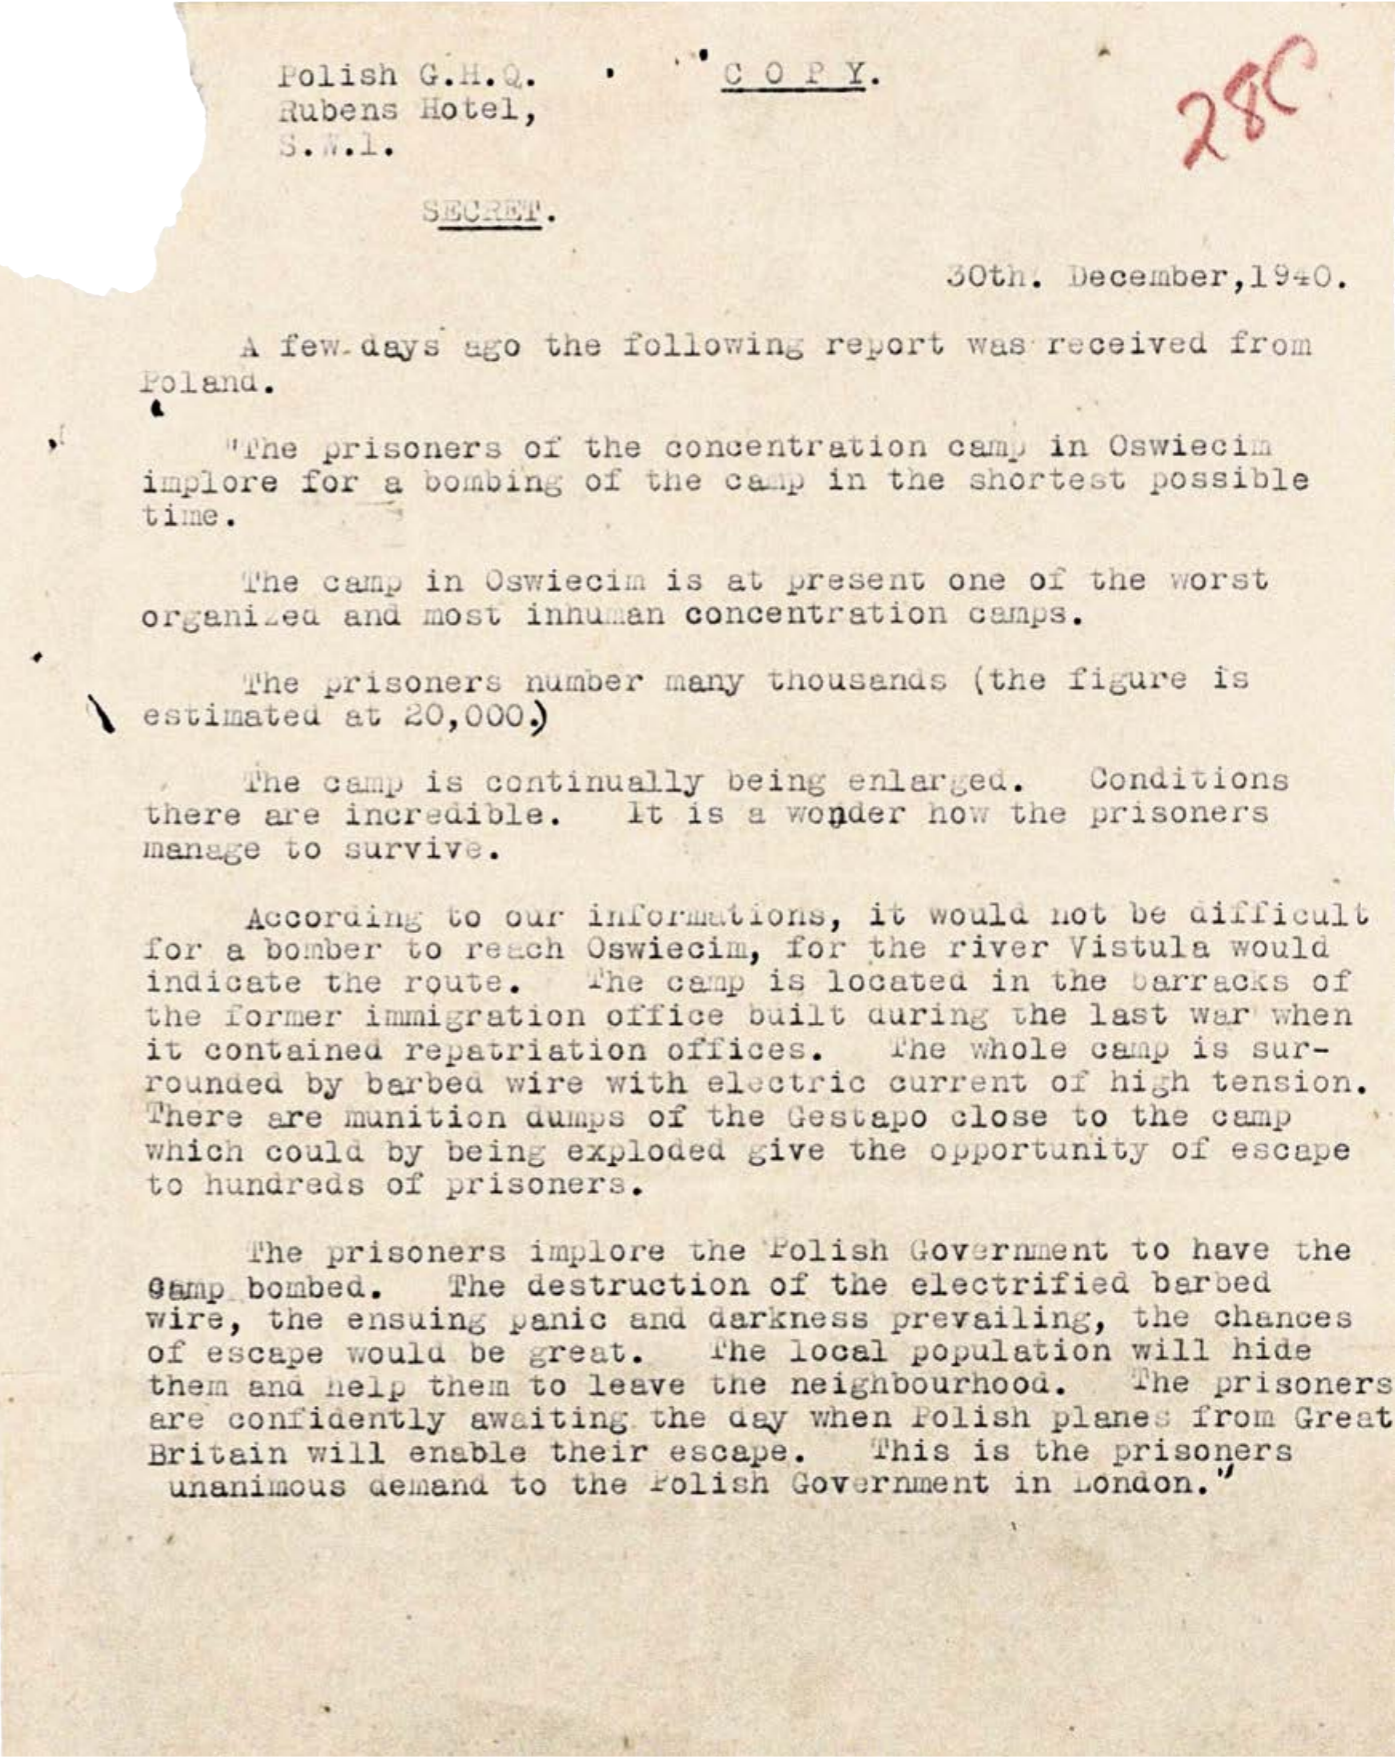 Polish G.H.Q.
COPY.
28C
Rubens Hotel,
S.W.1.
SECRET.
30th. December,1940.
A few days ago the following report was received from
Poland.
"The prisoners of the concentration camp in Oswiecim
implore for a bombing of the camp in the shortest possible
time.
The camp in Oswiecim is at present one of the worst
organized and most inhuman concentration camps.
The prisoners number many thousands (the figure is
estimated at 20,000.)
The camp is continually being enlarged. Conditions
there are incredible. It is a wonder how the prisoners
manage to survive.
According to our informations, it would not be difficult
for a bomber to reach Oswiecim, for the river Vistula would
indicate the route. The camp is located in the barracks of
the former immigration office built during the last war when
it contained repatriation offices. The whole camp is sur-
rounded by barbed wire with electric current of high tension.
There are munition dumps of the Gestapo close to the camp
which could by being exploded give the opportunity of escape
to hundreds of prisoners.
The prisoners implore the Polish Government to have the
camp bombed. The destruction of the electrified barbed
wire, the ensuing panic and darkness prevailing, the chances
of escape would be great. The local population will hide
them and help them to leave the neighbourhood. The prisoners
are confidently awaiting the day when Polish planes from Great
Britain will enable their escape. This is the prisoners
unanimous demand to the Polish Government in London."